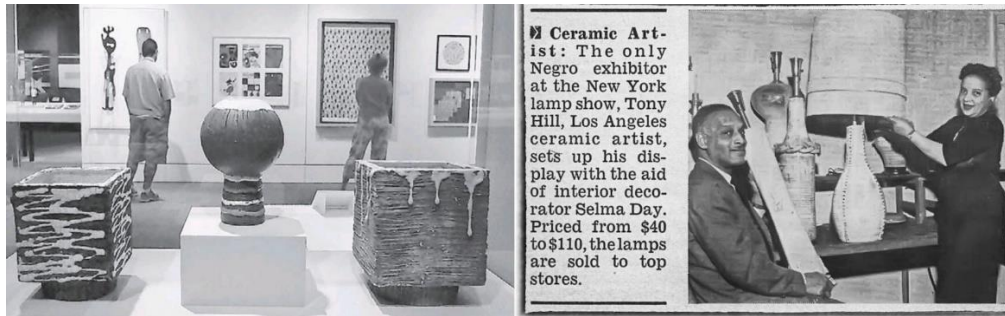 Ceramic Art-
ist: The only
Negro exhibitor
at the New York
lamp show, Tony
Hill, Los Angeles
ceramic artist,
sets up his dis-
play with the aid
of interior deco-
rator Selma Day.
Priced from $40
to $110, the lamps
are sold to top
stores.